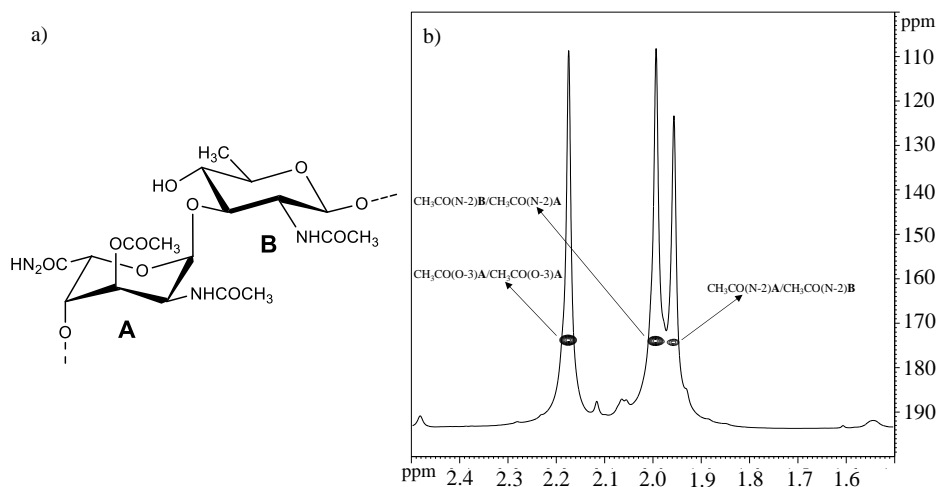 a)
H₃C
O
HO
O
O
NHCOCH₃
B
OCOCH₃
HN₂OC
O
NHCOCH₃
O
A
b)
ppm
110
120
130
140
150
160
170
180
190
CH₃CO(N-2)B/CH₃CO(N-2)A
CH₃CO(O-3)A/CH₃CO(O-3)A
CH₃CO(N-2)A/CH₃CO(N-2)B
ppm 2.4 2.3 2.2 2.1 2.0 1.9 1.8 1.7 1.6